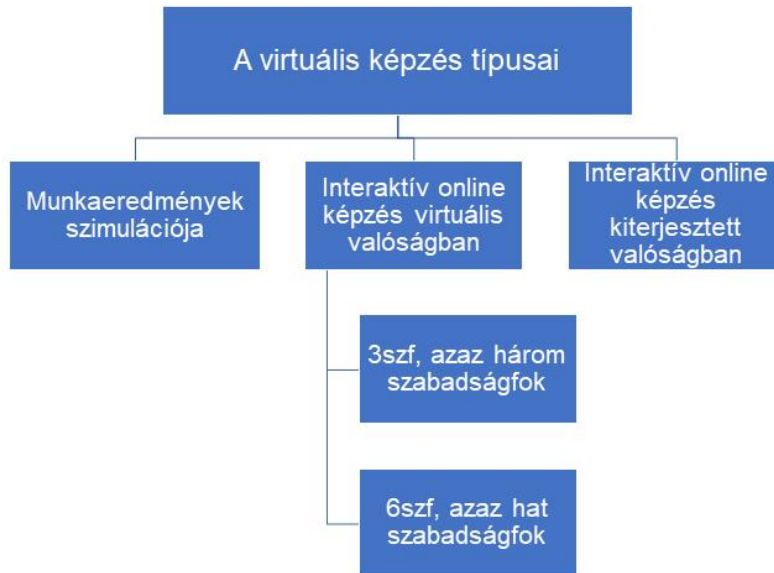 A virtuális képzés típusai
Munkaeredmények
szimulációja
Interaktív online
képzés virtuális
valóságban
Interaktív online
képzés
kiterjesztett
valóságban
3szf, azaz három
szabadságfok
6szf, azaz hat
szabadságfok